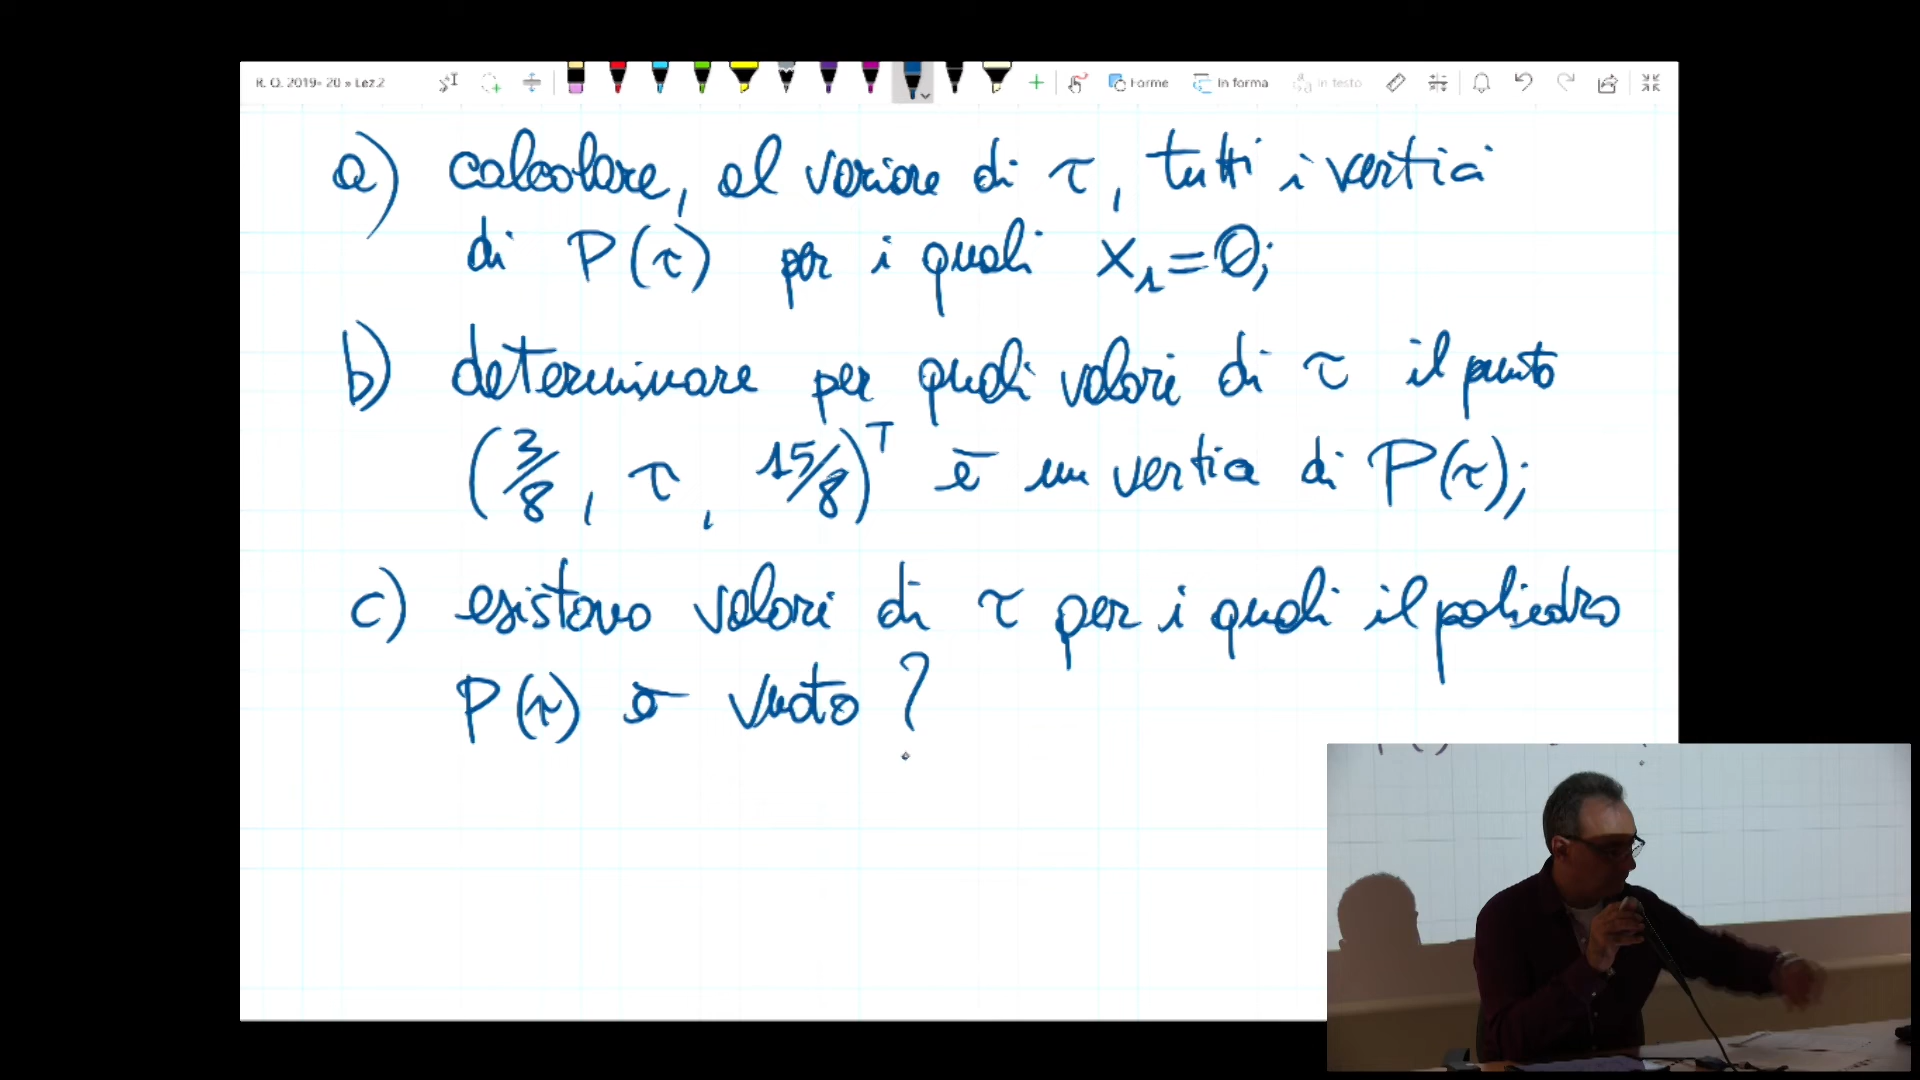 R. O. 2019-20 » Lez.2
Forme
In forma
In testo
a) calcolare, al variare di τ, tutti i vertici
di P(τ) per i quali x₁=0;
b) determinare per quali valori di τ il punto
(3/8, τ, 15/8)ᵀ è un vertice di P(τ);
c) esistono valori di τ per i quali il poliedro
P(τ) è vuoto?